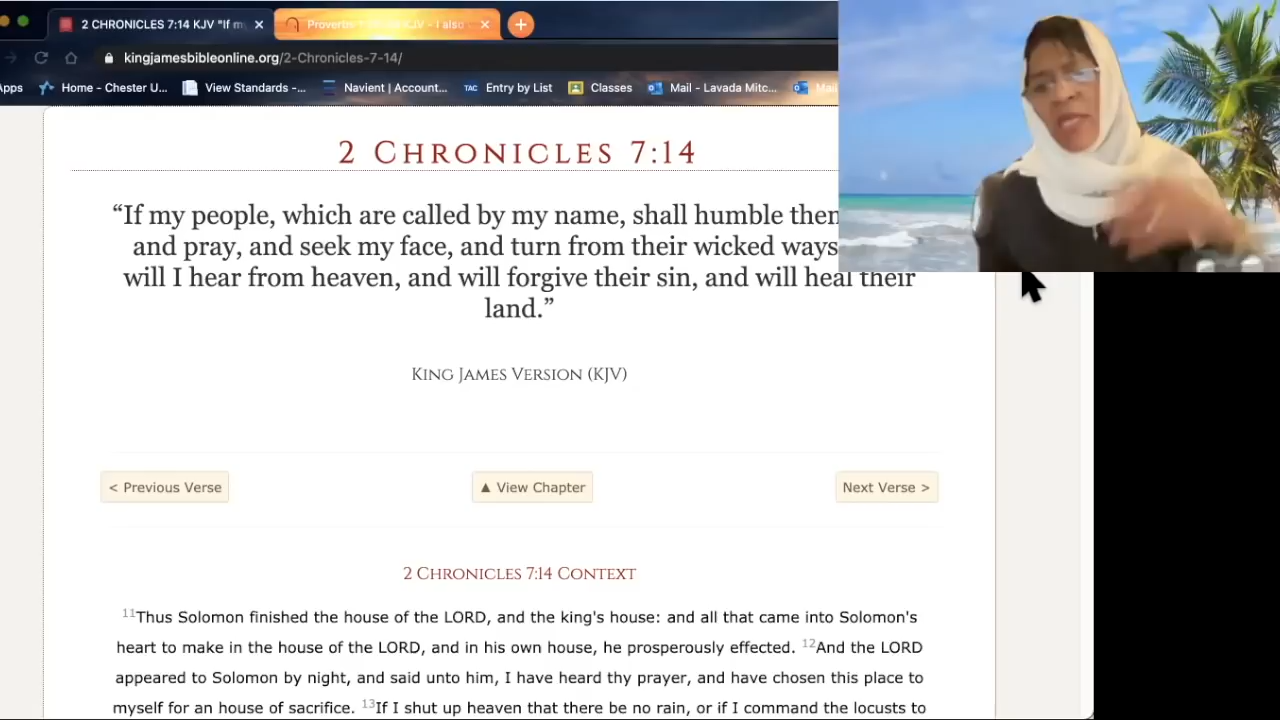 2 CHRONICLES 7:14 KJV "If m
Proverbs KJV - I also
kingjamesbibleonline.org/2-Chronicles-7-14/
Apps Home - Chester U... View Standards -... Navient | Account... TAC Entry by List Classes Mail - Lavada Mitc... Mail
2 CHRONICLES 7:14
“If my people, which are called by my name, shall humble them
and pray, and seek my face, and turn from their wicked ways
will I hear from heaven, and will forgive their sin, and will heal their
land.”
KING JAMES VERSION (KJV)
< Previous Verse ▲ View Chapter Next Verse >
2 CHRONICLES 7:14 CONTEXT
11Thus Solomon finished the house of the LORD, and the king's house: and all that came into Solomon's
heart to make in the house of the LORD, and in his own house, he prosperously effected. 12And the LORD
appeared to Solomon by night, and said unto him, I have heard thy prayer, and have chosen this place to
myself for an house of sacrifice. 13If I shut up heaven that there be no rain, or if I command the locusts to